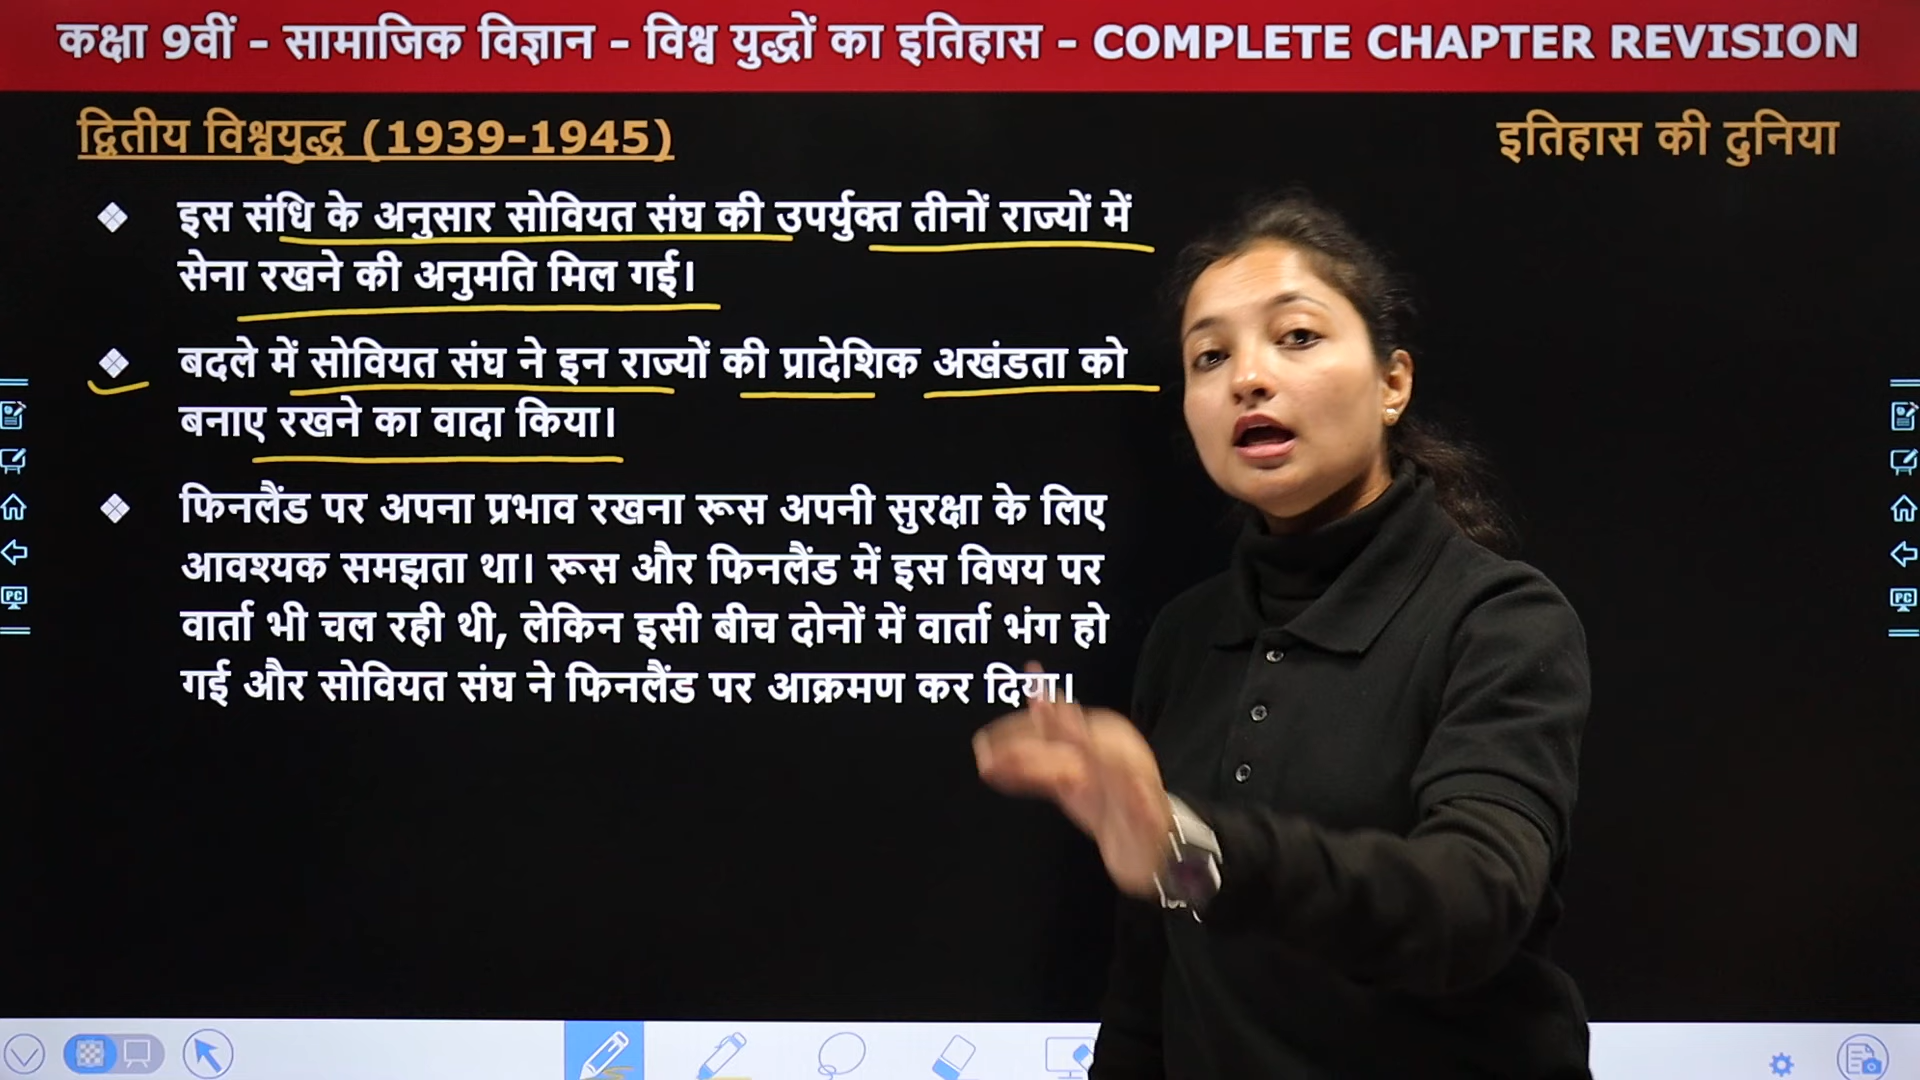 कक्षा 9वीं - सामाजिक विज्ञान - विश्व युद्धों का इतिहास - COMPLETE CHAPTER REVISION
द्वितीय विश्वयुद्ध (1939-1945)
इतिहास की दुनिया
❖ इस संधि के अनुसार सोवियत संघ की उपर्युक्त तीनों राज्यों में
सेना रखने की अनुमति मिल गई।
❖ बदले में सोवियत संघ ने इन राज्यों की प्रादेशिक अखंडता को
बनाए रखने का वादा किया।
❖ फिनलैंड पर अपना प्रभाव रखना रूस अपनी सुरक्षा के लिए
आवश्यक समझता था। रूस और फिनलैंड में इस विषय पर
वार्ता भी चल रही थी, लेकिन इसी बीच दोनों में वार्ता भंग हो
गई और सोवियत संघ ने फिनलैंड पर आक्रमण कर दिया।
PC
PC